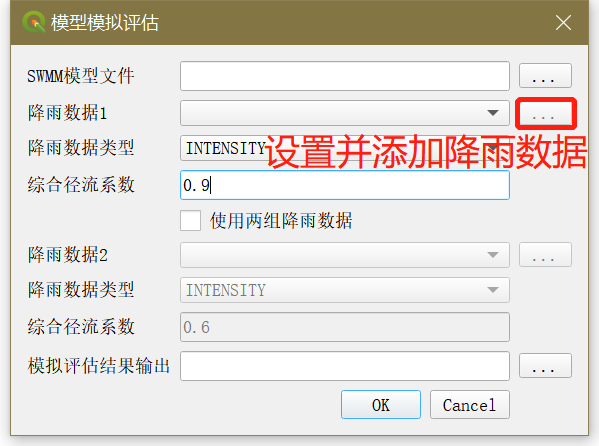 模型模拟评估
SWMM模型文件 ...
降雨数据1 ...
降雨数据类型 INTENSITY
设置并添加降雨数据
综合径流系数 0.9
使用两组降雨数据
降雨数据2 ...
降雨数据类型 INTENSITY
综合径流系数 0.6
模拟评估结果输出 ...
OK Cancel